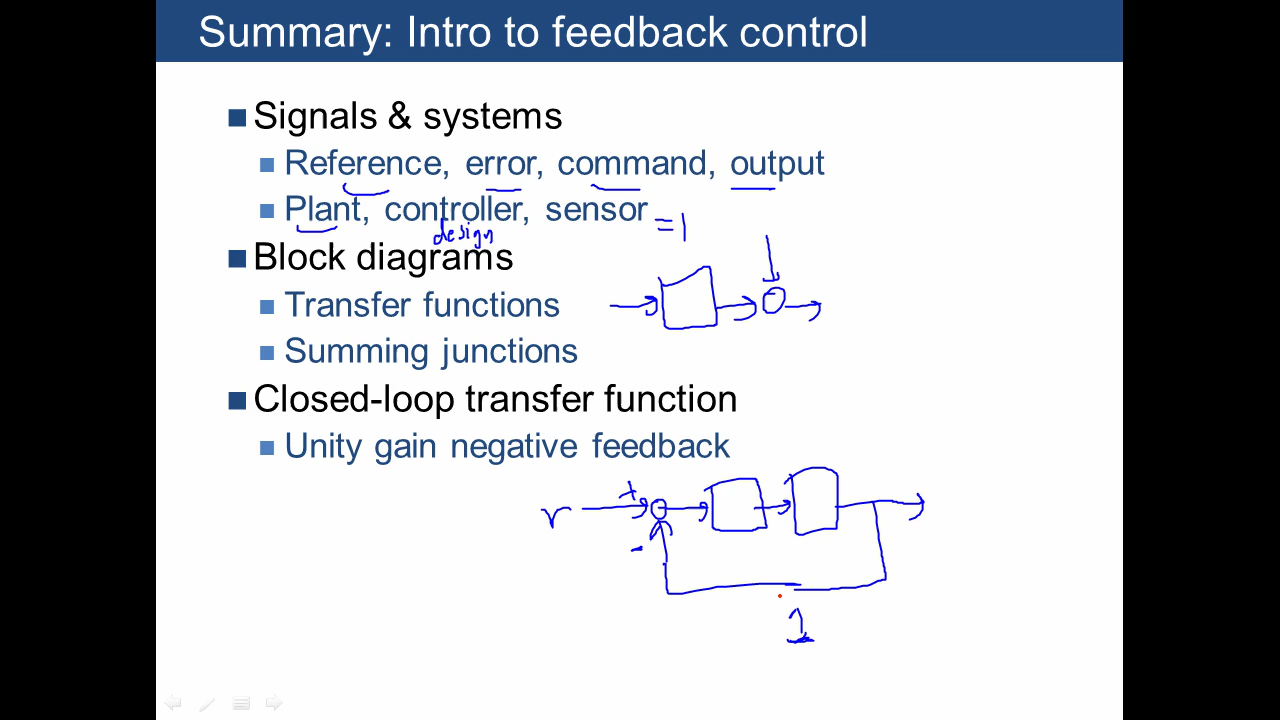 Summary: Intro to feedback control
Signals & systems
Reference, error, command, output
Plant, controller, sensor =1
design
Block diagrams
Transfer functions
Summing junctions
Closed-loop transfer function
Unity gain negative feedback
r + -
1